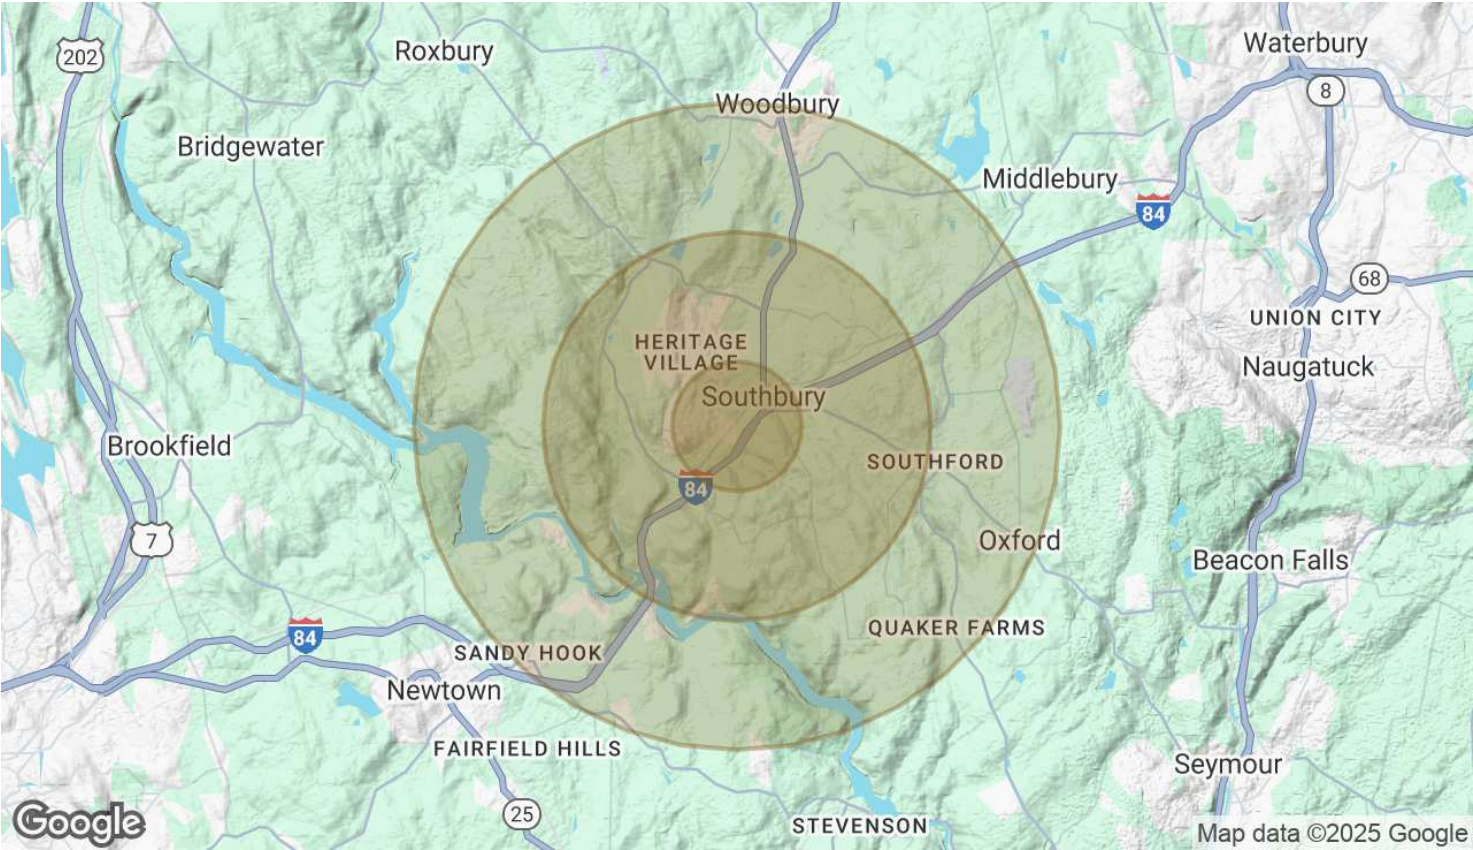 202
Roxbury
Waterbury
8
Woodbury
Bridgewater
Middlebury
84
68
UNION CITY
HERITAGE
VILLAGE
Naugatuck
Southbury
Brookfield
SOUTHFORD
84
7
Oxford
Beacon Falls
84
QUAKER FARMS
SANDY HOOK
Newtown
FAIRFIELD HILLS
Seymour
25
Google
STEVENSON
Map data ©2025 Google